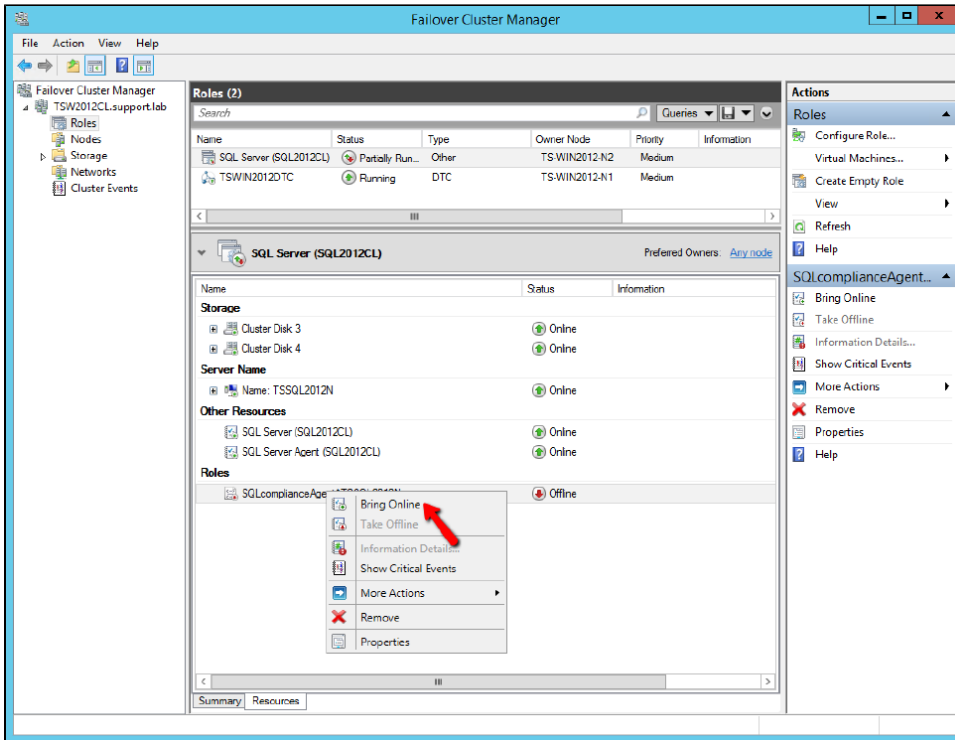 Failover Cluster Manager
File Action View Help
Failover Cluster Manager
TSW2012CL.support.lab
Roles
Nodes
Storage
Networks
Cluster Events
Roles (2)
Search
Queries
Name Status Type Owner Node Priority Information
SQL Server (SQL2012CL) Partially Run... Other TS-WIN2012-N2 Medium
TSWIN2012DTC Running DTC TS-WIN2012-N1 Medium
SQL Server (SQL2012CL) Preferred Owners: Any node
Name Status Information
Storage
Cluster Disk 3 Online
Cluster Disk 4 Online
Server Name
Name: TSSQL2012N Online
Other Resources
SQL Server (SQL2012CL) Online
SQL Server Agent (SQL2012CL) Online
Roles
Offline
Bring Online
Take Offline
Information Details...
Show Critical Events
More Actions
Remove
Properties
Summary Resources
Actions
Roles
Configure Role...
Virtual Machines...
Create Empty Role
View
Refresh
Help
SQLcomplianceAgent...
Bring Online
Take Offline
Information Details...
Show Critical Events
More Actions
Remove
Properties
Help